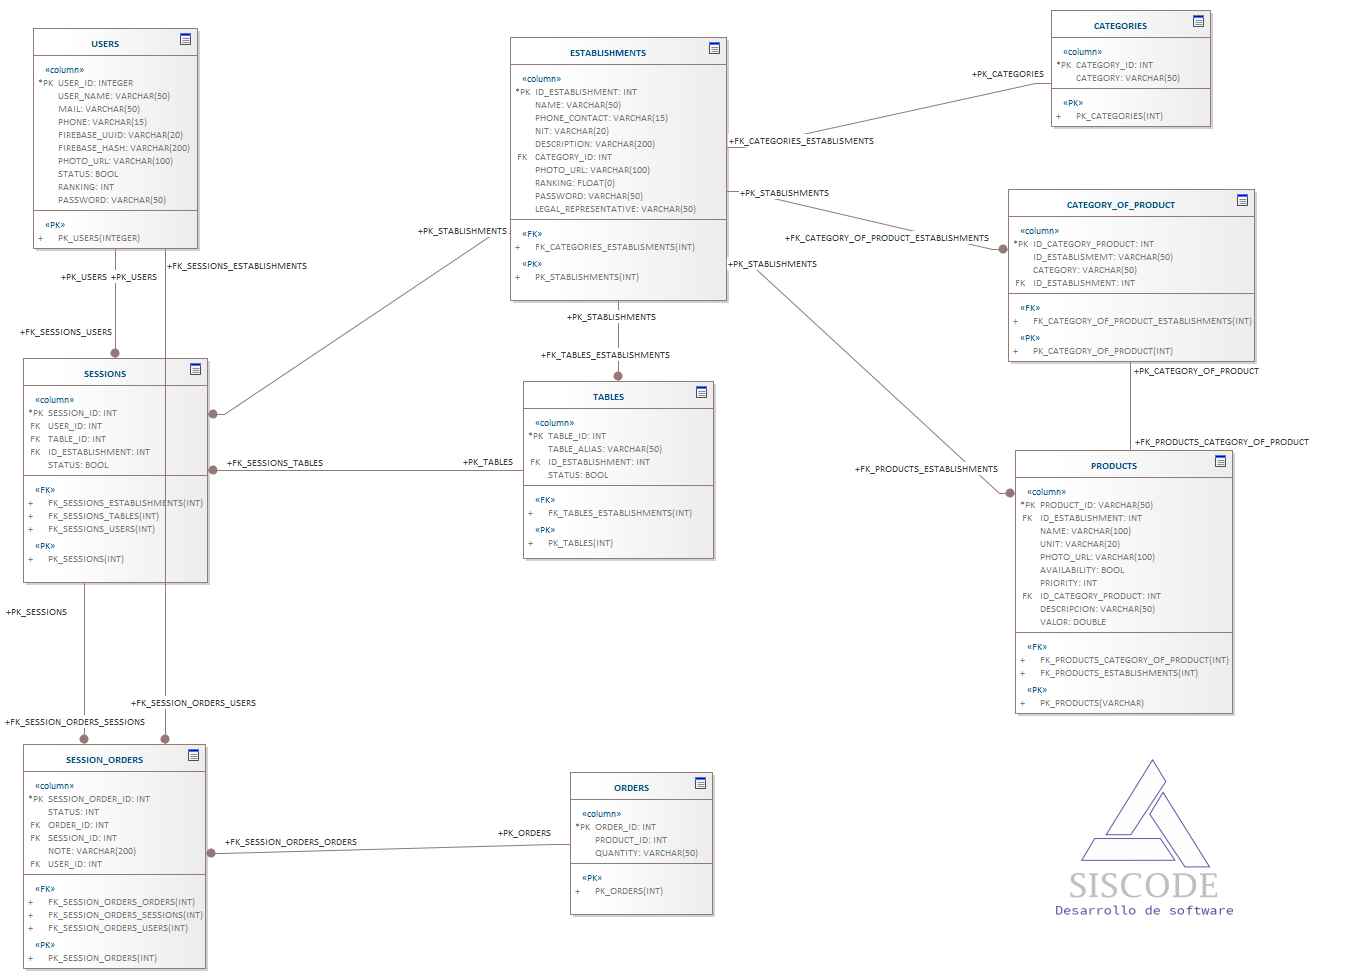 USERS
«column»
*PK USER_ID: INTEGER
USER_NAME: VARCHAR(50)
MAIL: VARCHAR(50)
PHONE: VARCHAR(15)
FIREBASE_UUID: VARCHAR(20)
FIREBASE_HASH: VARCHAR(200)
PHOTO_URL: VARCHAR(100)
STATUS: BOOL
RANKING: INT
PASSWORD: VARCHAR(50)
«PK»
+ PK_USERS(INTEGER)
ESTABLISHMENTS
«column»
*PK ID_ESTABLISHMENT: INT
NAME: VARCHAR(50)
PHONE_CONTACT: VARCHAR(15)
NIT: VARCHAR(20)
DESCRIPTION: VARCHAR(200)
FK CATEGORY_ID: INT
PHOTO_URL: VARCHAR(100)
RANKING: FLOAT(0)
PASSWORD: VARCHAR(50)
LEGAL_REPRESENTATIVE: VARCHAR(50)
«FK»
+ FK_CATEGORIES_ESTABLISMENTS(INT)
«PK»
+ PK_STABLISHMENTS(INT)
CATEGORIES
«column»
*PK CATEGORY_ID: INT
CATEGORY: VARCHAR(50)
«PK»
+ PK_CATEGORIES(INT)
+PK_CATEGORIES
+FK_CATEGORIES_ESTABLISMENTS
+PK_STABLISHMENTS
+FK_CATEGORY_OF_PRODUCT_ESTABLISHMENTS
+PK_STABLISHMENTS
CATEGORY_OF_PRODUCT
«column»
*PK ID_CATEGORY_PRODUCT: INT
ID_ESTABLISMEMT: VARCHAR(50)
CATEGORY: VARCHAR(50)
FK ID_ESTABLISHMENT: INT
«FK»
+ FK_CATEGORY_OF_PRODUCT_ESTABLISHMENTS(INT)
«PK»
+ PK_CATEGORY_OF_PRODUCT(INT)
+PK_STABLISHMENTS
+FK_SESSIONS_ESTABLISHMENTS
+PK_USERS +PK_USERS
+FK_SESSIONS_USERS
+PK_STABLISHMENTS
+FK_TABLES_ESTABLISHMENTS
+PK_CATEGORY_OF_PRODUCT
+FK_PRODUCTS_CATEGORY_OF_PRODUCT
+FK_PRODUCTS_ESTABLISHMENTS
SESSIONS
«column»
*PK SESSION_ID: INT
FK USER_ID: INT
FK TABLE_ID: INT
FK ID_ESTABLISHMENT: INT
STATUS: BOOL
«FK»
+ FK_SESSIONS_ESTABLISHMENTS(INT)
+ FK_SESSIONS_TABLES(INT)
+ FK_SESSIONS_USERS(INT)
«PK»
+ PK_SESSIONS(INT)
+FK_SESSIONS_TABLES
+PK_TABLES
TABLES
«column»
*PK TABLE_ID: INT
TABLE_ALIAS: VARCHAR(50)
FK ID_ESTABLISHMENT: INT
STATUS: BOOL
«FK»
+ FK_TABLES_ESTABLISHMENTS(INT)
«PK»
+ PK_TABLES(INT)
PRODUCTS
«column»
*PK PRODUCT_ID: VARCHAR(50)
FK ID_ESTABLISHMENT: INT
NAME: VARCHAR(100)
UNIT: VARCHAR(20)
PHOTO_URL: VARCHAR(100)
AVAILABILITY: BOOL
PRIORITY: INT
FK ID_CATEGORY_PRODUCT: INT
DESCRIPCION: VARCHAR(50)
VALOR: DOUBLE
«FK»
+ FK_PRODUCTS_CATEGORY_OF_PRODUCT(INT)
+ FK_PRODUCTS_ESTABLISHMENTS(INT)
«PK»
+ PK_PRODUCTS(VARCHAR)
+PK_SESSIONS
+FK_SESSION_ORDERS_USERS
+FK_SESSION_ORDERS_SESSIONS
SESSION_ORDERS
«column»
*PK SESSION_ORDER_ID: INT
STATUS: INT
FK ORDER_ID: INT
FK SESSION_ID: INT
NOTE: VARCHAR(200)
FK USER_ID: INT
«FK»
+ FK_SESSION_ORDERS_ORDERS(INT)
+ FK_SESSION_ORDERS_SESSIONS(INT)
+ FK_SESSION_ORDERS_USERS(INT)
«PK»
+ PK_SESSION_ORDERS(INT)
+FK_SESSION_ORDERS_ORDERS
+PK_ORDERS
ORDERS
«column»
*PK ORDER_ID: INT
PRODUCT_ID: INT
QUANTITY: VARCHAR(50)
«PK»
+ PK_ORDERS(INT)
SISCODE
Desarrollo de software